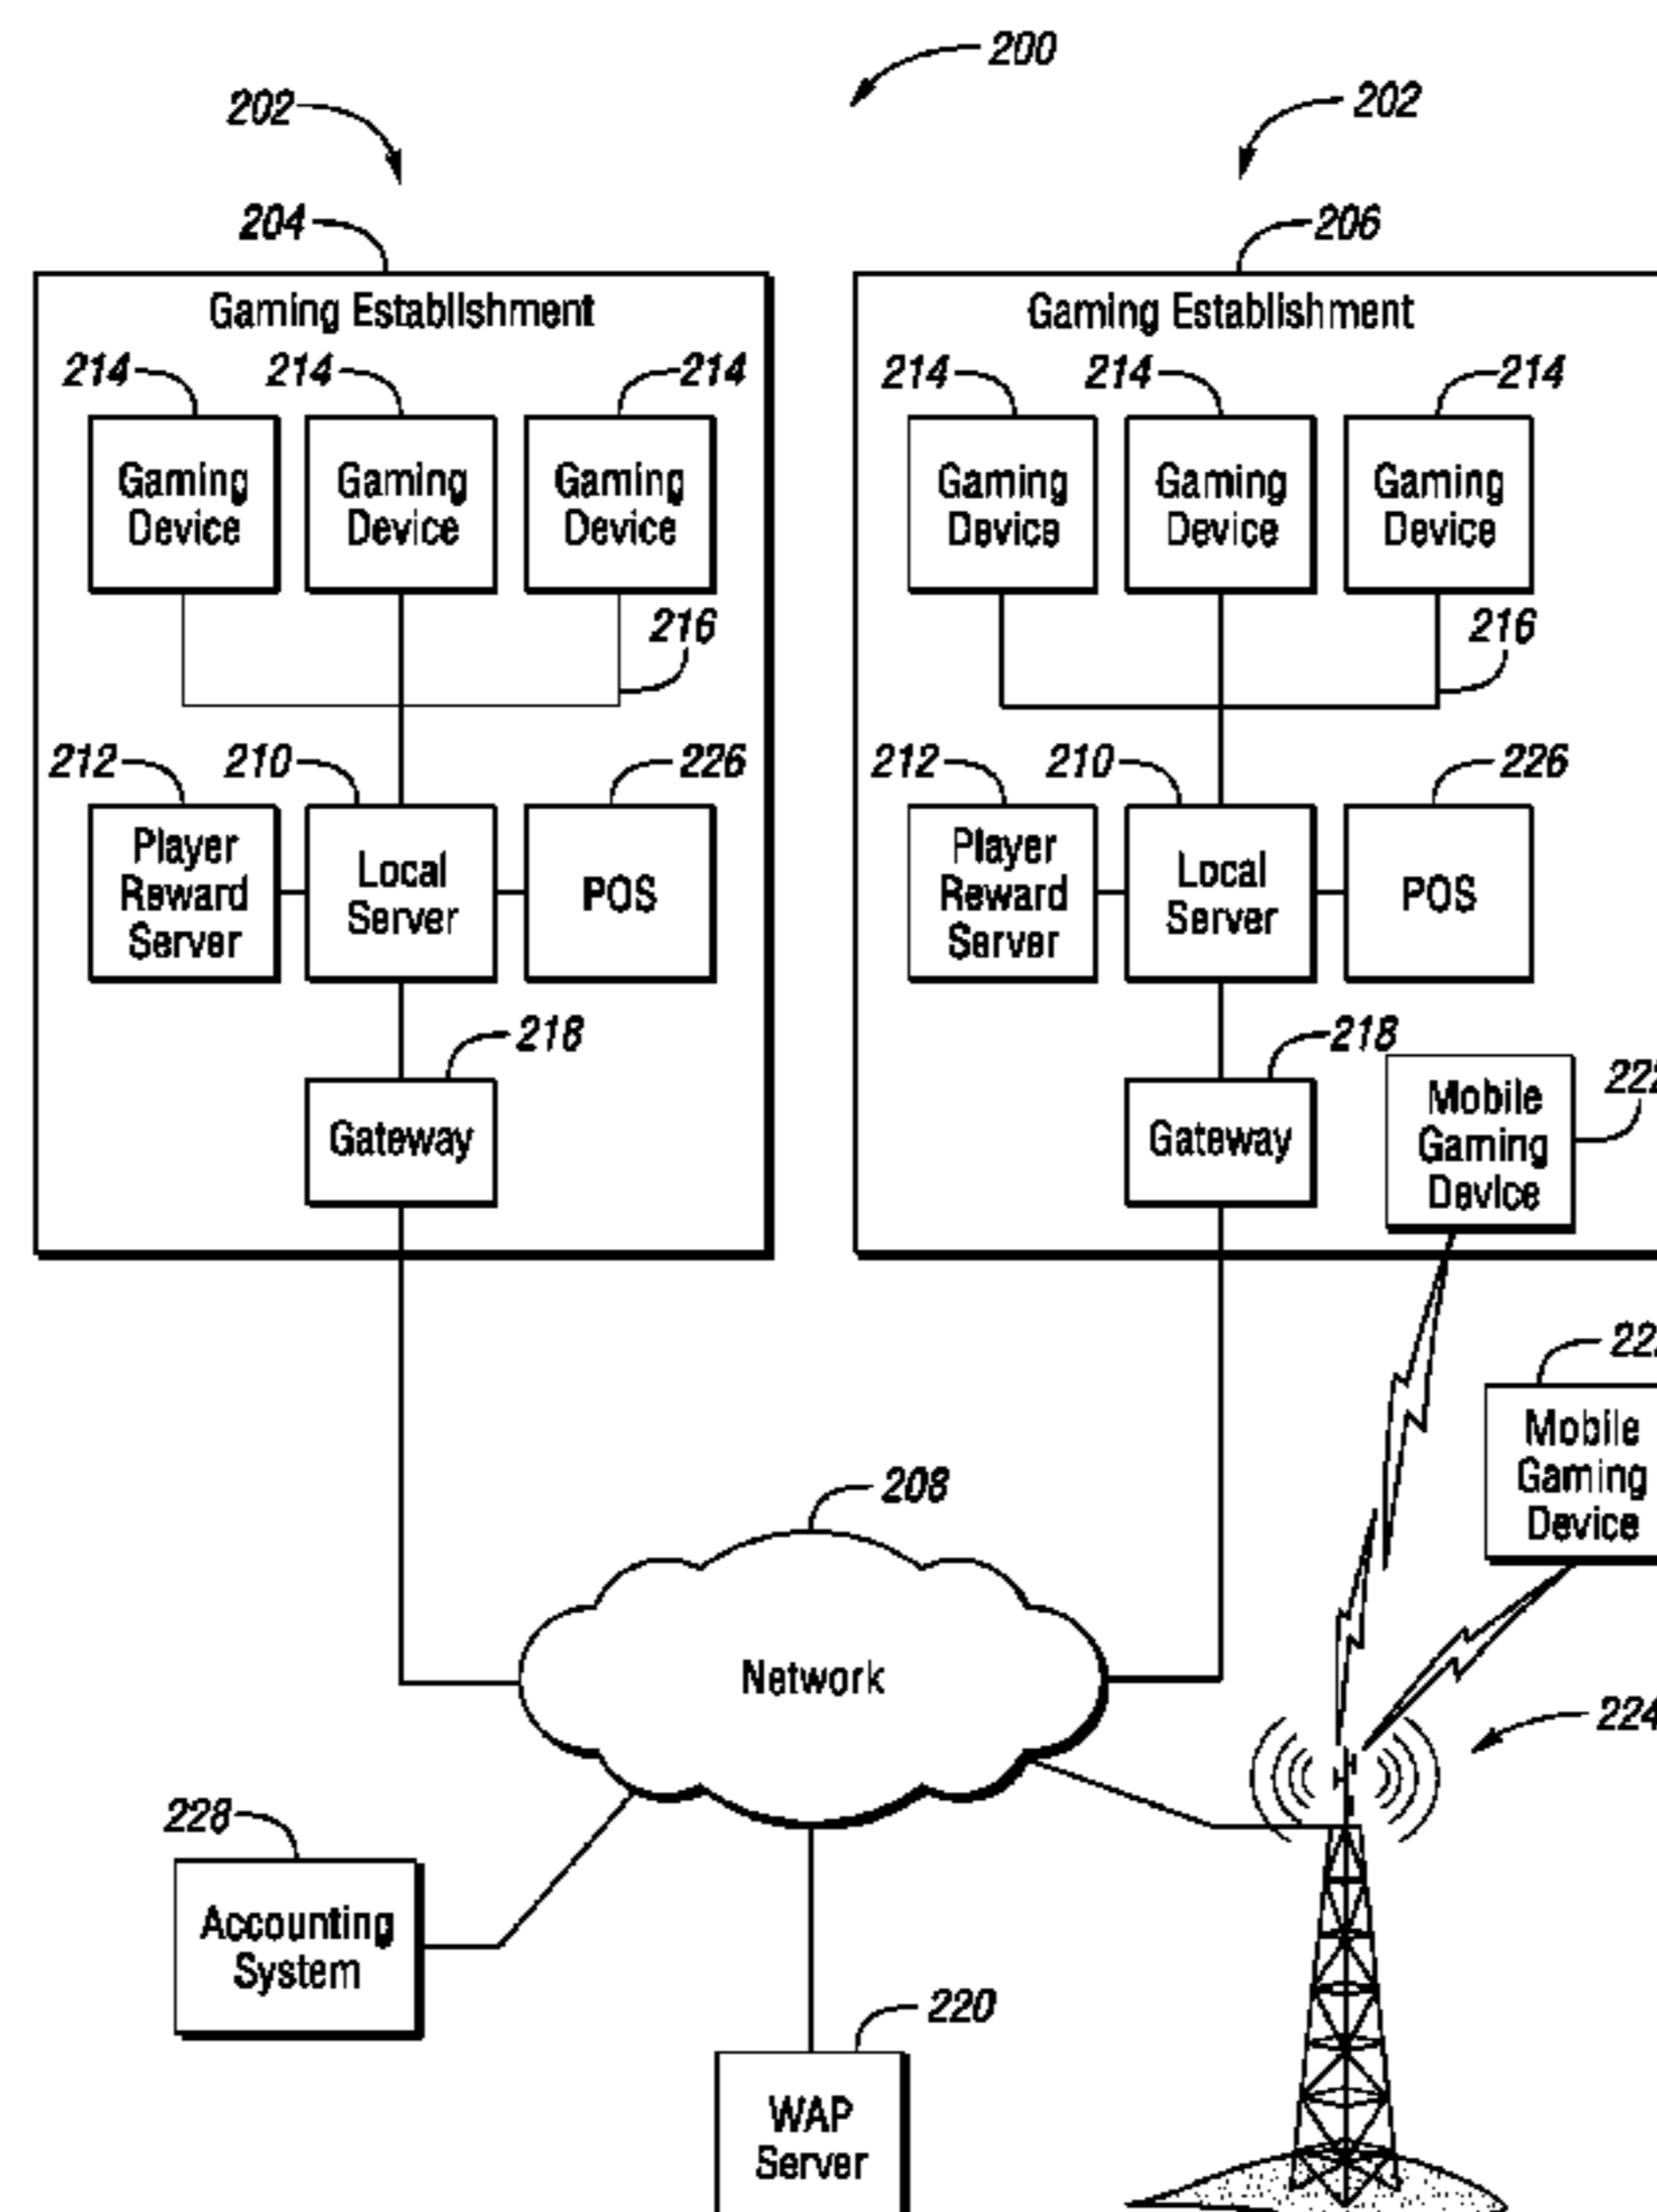 200
202
202
204
206
Gaming Establishment
Gaming Establishment
214
214
214
214
214
214
Gaming
Device
Gaming
Device
Gaming
Device
Gaming
Device
Gaming
Device
Gaming
Device
216
216
212
210
226
212
210
226
Player
Reward
Server
Local
Server
POS
Player
Reward
Server
Local
Server
POS
218
218
Gateway
Gateway
Mobile
Gaming
Device
222
Mobile
Gaming
Device
208
Network
224
228
Accounting
System
220
WAP
Server